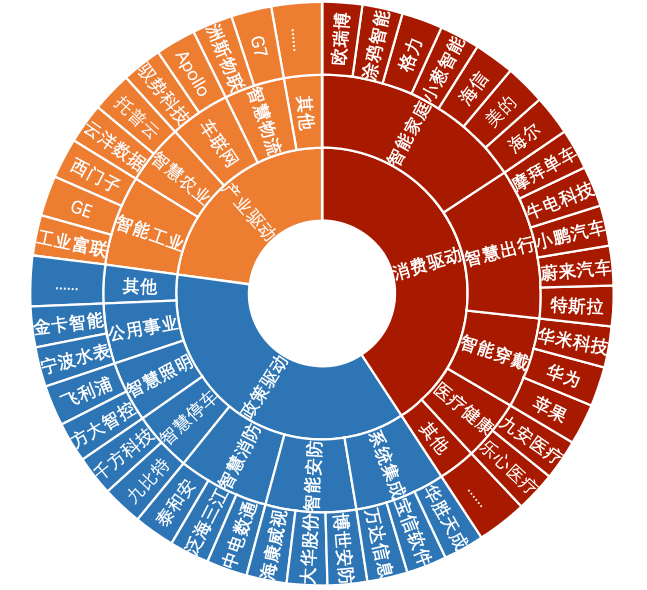 消费驱动
智能家庭
欧瑞博
涂鸦智能
格力
小葱智能
海信
美的
海尔
智慧出行
摩拜单车
牛电科技
小鹏汽车
蔚来汽车
特斯拉
智能穿戴
华米科技
华为
苹果
医疗健康
九安医疗
乐心医疗
其他
......
政策驱动
系统集成
华胜天成
宝信软件
万达信息
智能安防
博世安防
大华股份
海康威视
智慧消防
中电数通
泛海三江
泰和安
智慧停车
九比特
千方科技
智慧照明
方大智控
飞利浦
公用事业
宁波水表
金卡智能
其他
......
产业驱动
智能工业
工业富联
GE
西门子
智慧农业
云洋数据
托普云
车联网
驭势科技
Apollo
智慧物流
洲斯物联
G7
其他
......